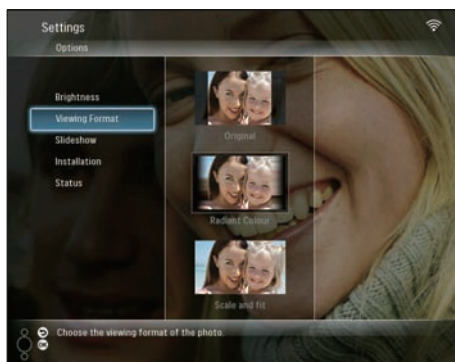 Settings
Options
Brightness
Viewing Format
Slideshow
Installation
Status
Original
Radiant Colour
Scale and fit
Choose the viewing format of the photo.
OK